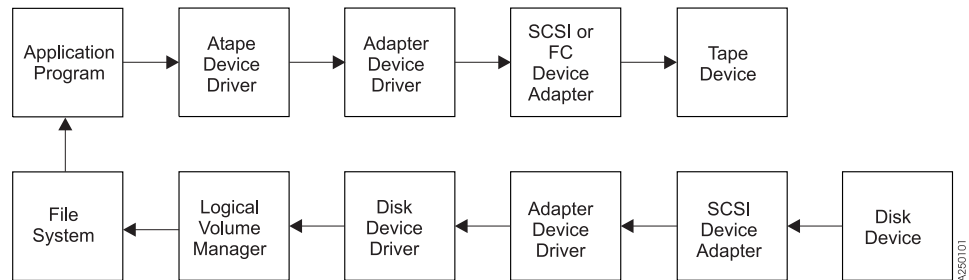 Application
Program
Atape
Device
Driver
Adapter
Device
Driver
SCSI or
FC
Device
Adapter
Tape
Device
File
System
Logical
Volume
Manager
Disk
Device
Driver
Adapter
Device
Driver
SCSI
Device
Adapter
Disk
Device
A250101